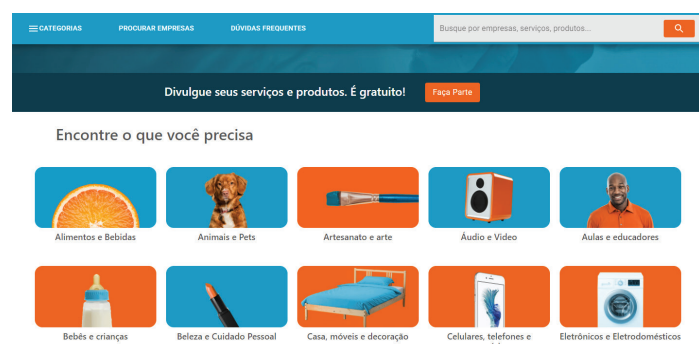 CATEGORIAS PROCURAR EMPRESAS DÚVIDAS FREQUENTES Busque por empresas, serviços, produtos...
Divulgue seus serviços e produtos. É gratuito! Faça Parte
Encontre o que você precisa
Alimentos e Bebidas Animais e Pets Artesanato e arte Áudio e Video Aulas e educadores
Bebês e crianças Beleza e Cuidado Pessoal Casa, móveis e decoração Celulares, telefones e Eletrônicos e Eletrodomésticos